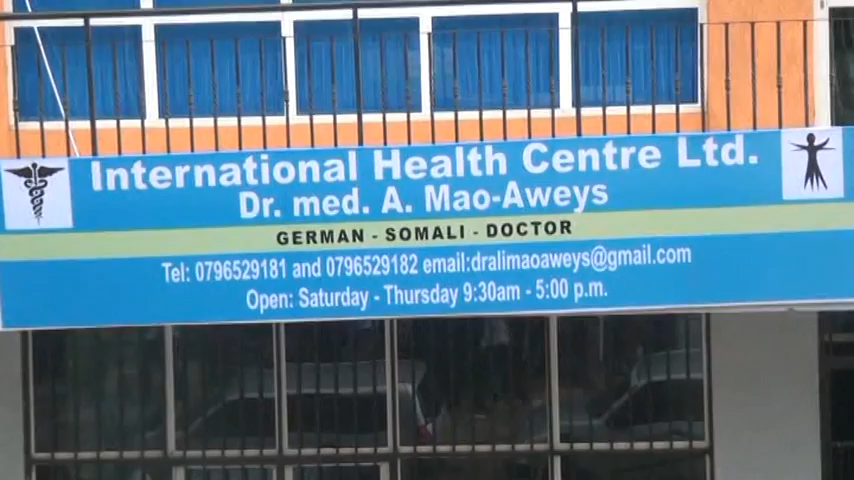 International Health Centre Ltd.
Dr. med. A. Mao-Aweys
GERMAN - SOMALI - DOCTOR
Tel: 0796529181 and 0796529182 email:dralimaoaweys@gmail.com
Open: Saturday - Thursday 9:30am - 5:00 p.m.